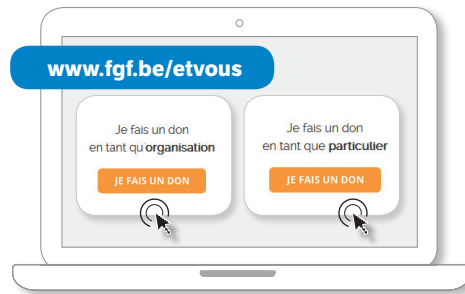 www.fgf.be/etvous
Je fais un don
en tant qu'organisation
JE FAIS UN DON
Je fais un don
en tant que particulier
JE FAIS UN DON